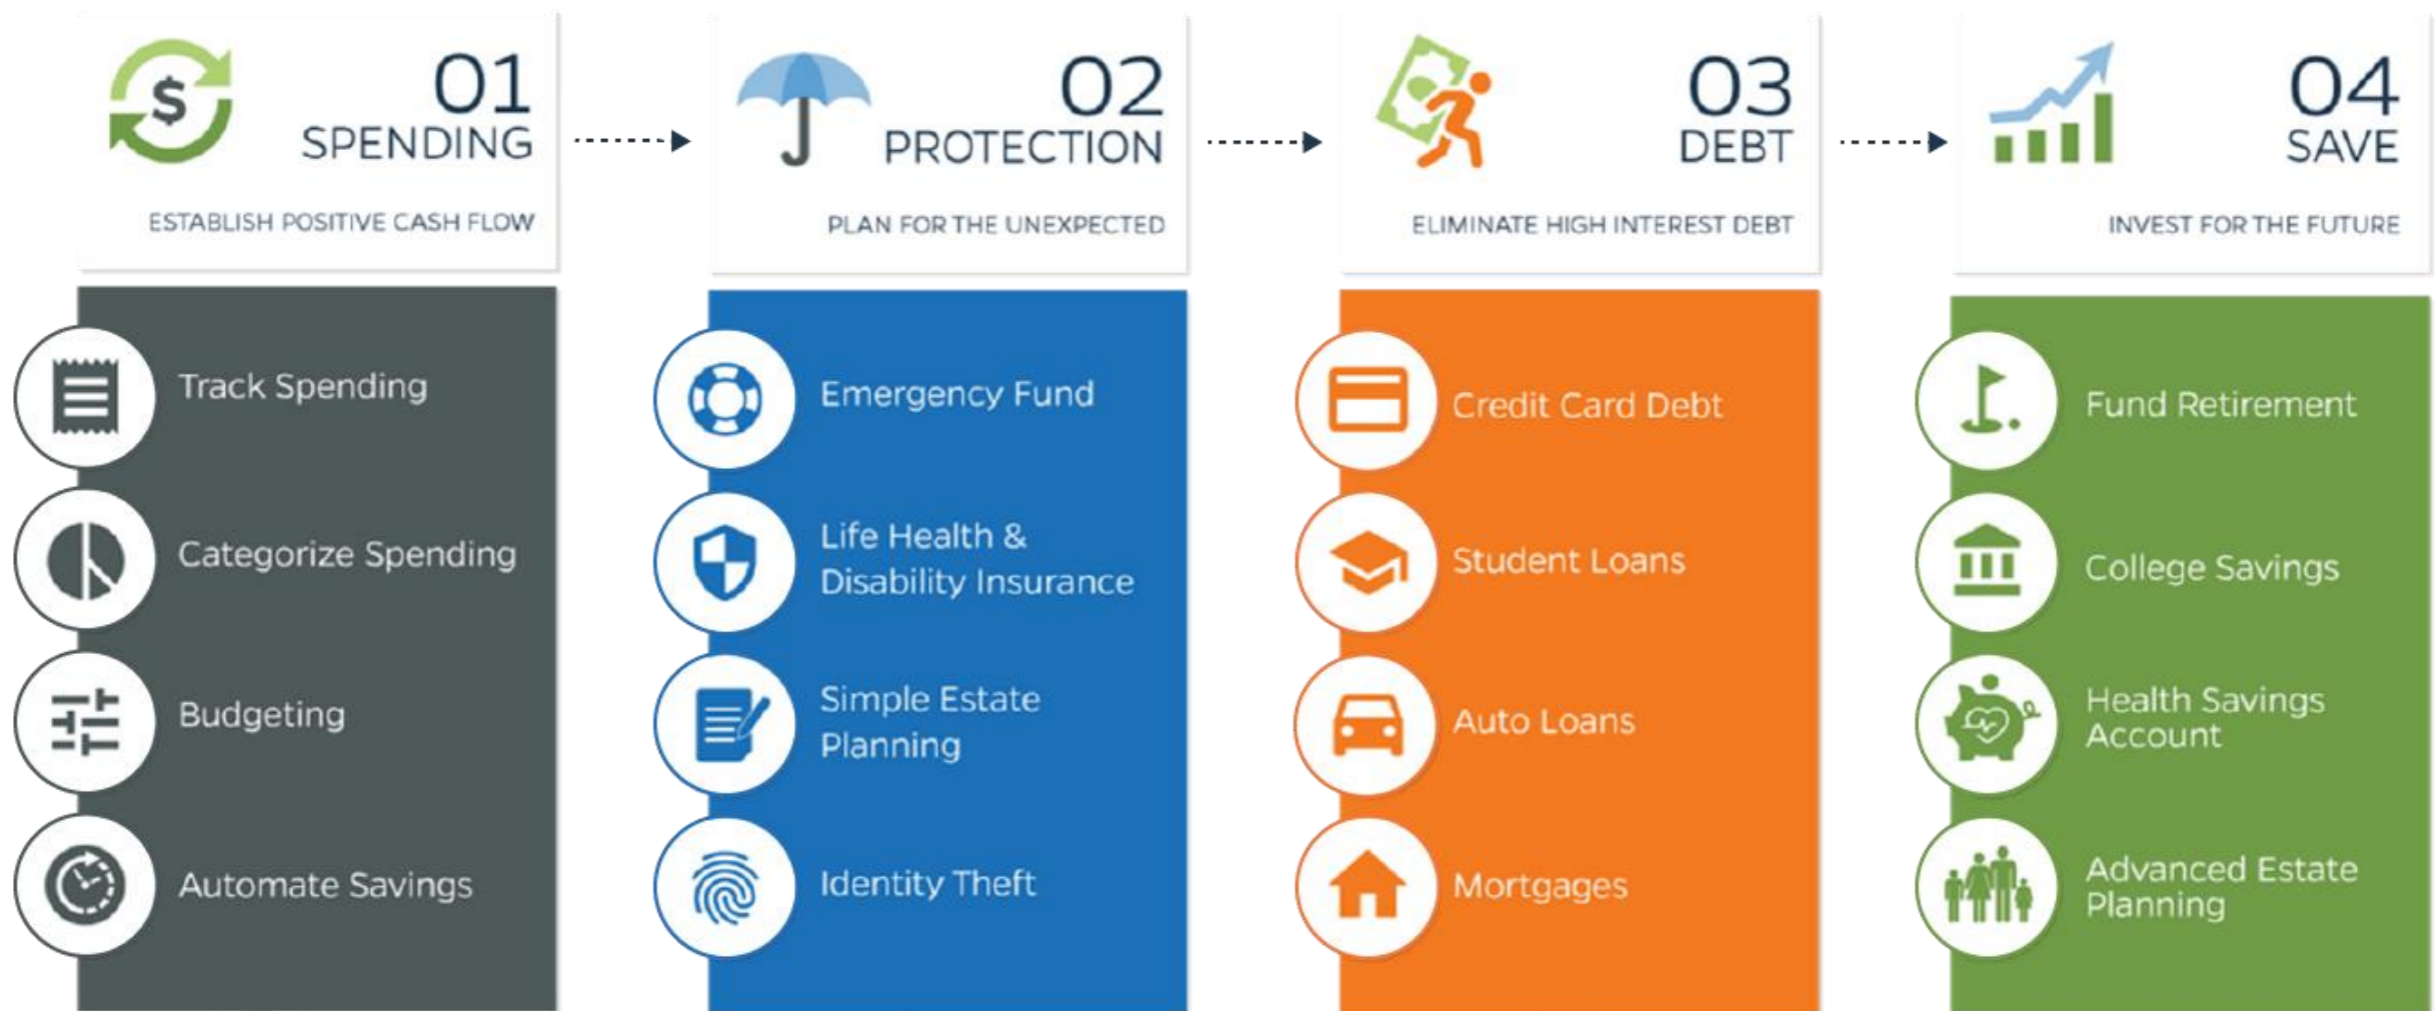 $
01
SPENDING
ESTABLISH POSITIVE CASH FLOW
Track Spending
Categorize Spending
Budgeting
Automate Savings
02
PROTECTION
PLAN FOR THE UNEXPECTED
Emergency Fund
Life Health &
Disability Insurance
Simple Estate
Planning
Identity Theft
03
DEBT
ELIMINATE HIGH INTEREST DEBT
Credit Card Debt
Student Loans
Auto Loans
Mortgages
04
SAVE
INVEST FOR THE FUTURE
Fund Retirement
College Savings
Health Savings
Account
Advanced Estate
Planning